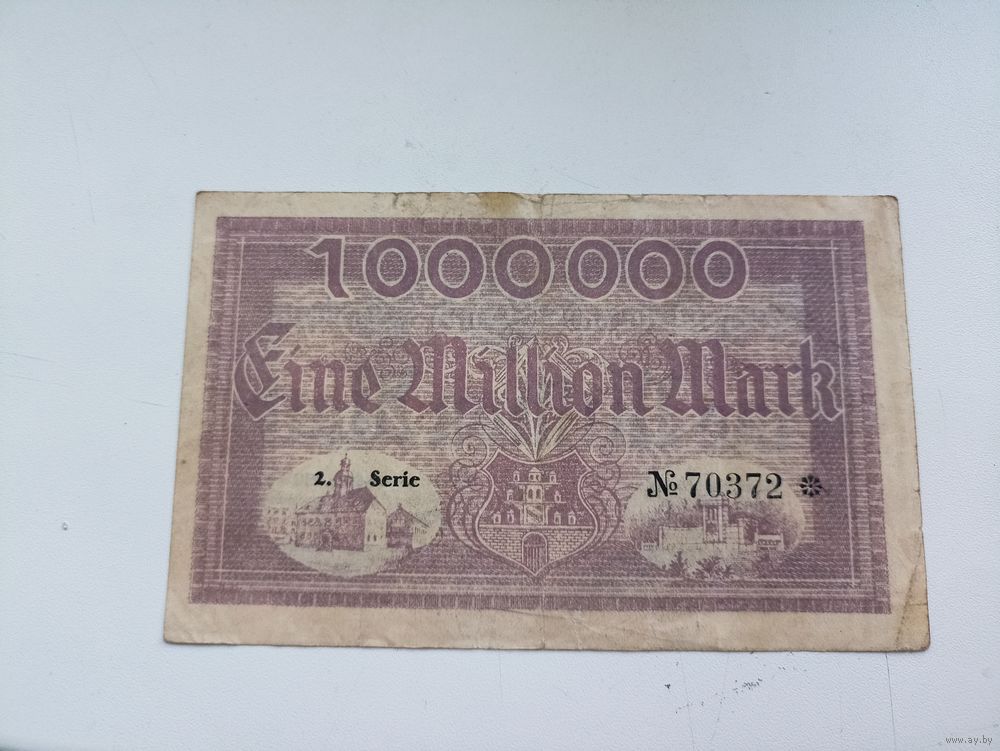 1000000
Eine Million Mark
2. Serie
№ 70372 *
www.ay.by